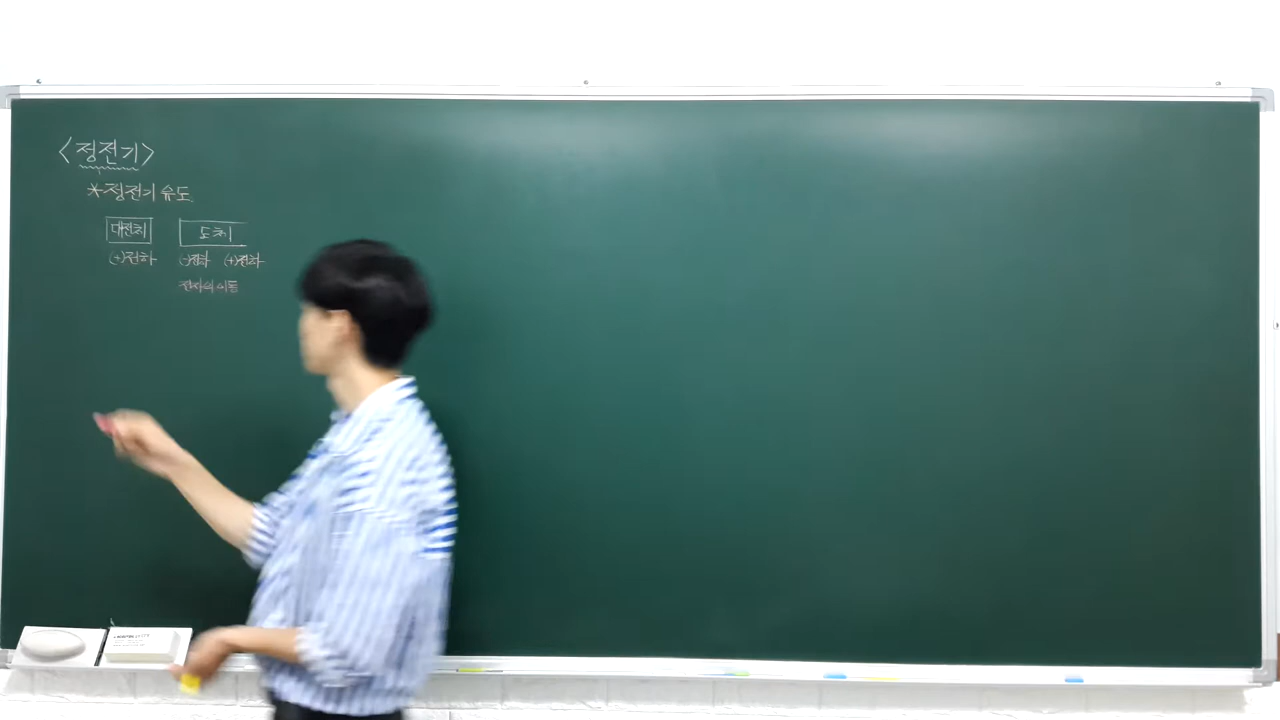 <정전기>
*정전기 유도
대전체 도체
(+)전하 (-)전하 (+)전하
전자의 이동